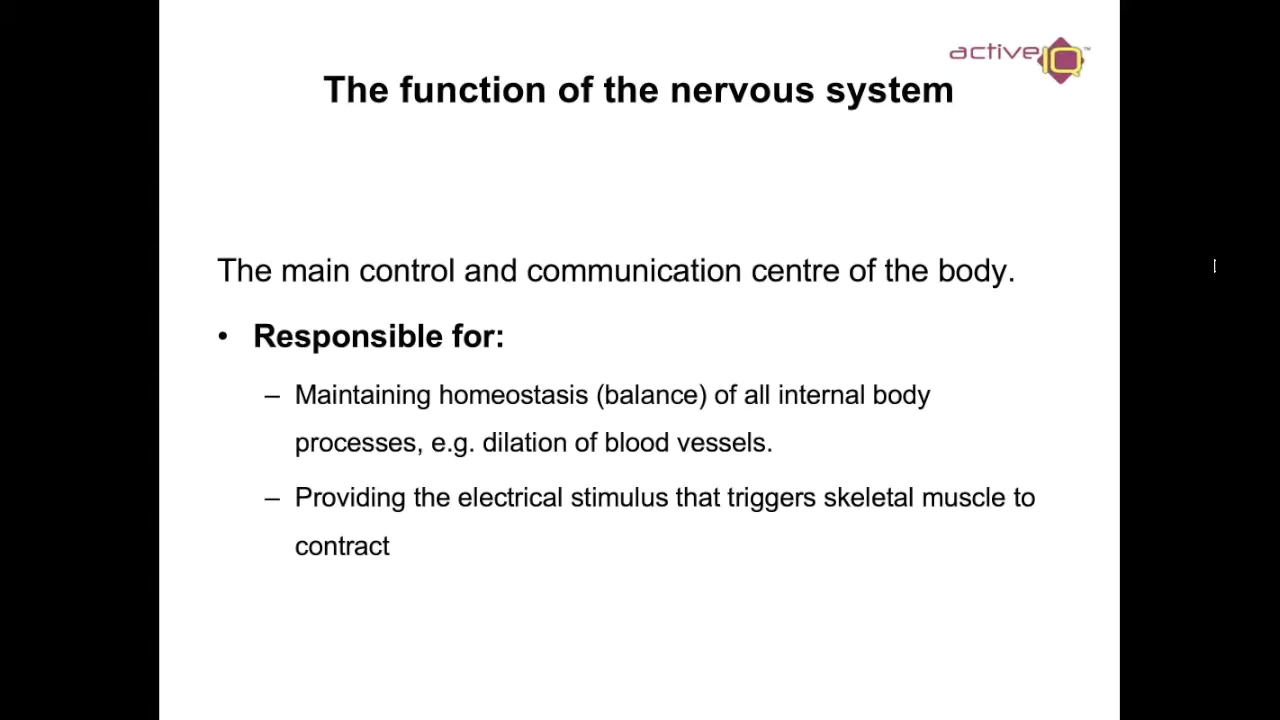 active IQ™
The function of the nervous system
The main control and communication centre of the body.
• Responsible for:
– Maintaining homeostasis (balance) of all internal body
processes, e.g. dilation of blood vessels.
– Providing the electrical stimulus that triggers skeletal muscle to
contract